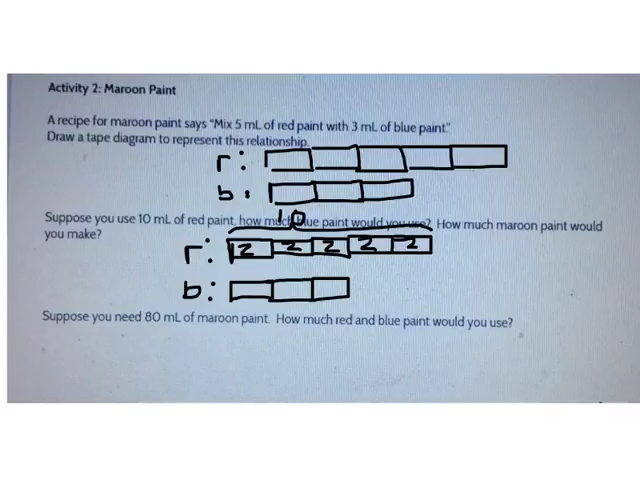 Activity 2: Maroon Paint
A recipe for maroon paint says "Mix 5 mL of red paint with 3 mL of blue paint."
Draw a tape diagram to represent this relationship.
r:
b:
10
Suppose you use 10 mL of red paint, how much blue paint would you use? How much maroon paint would
you make?
r: 2 2 2 2 2
b:
Suppose you need 80 mL of maroon paint. How much red and blue paint would you use?